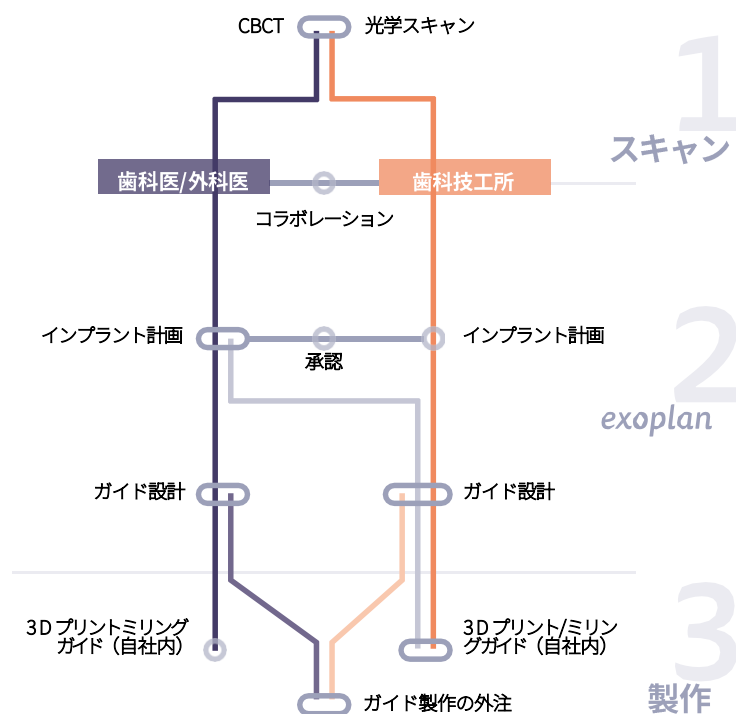 CBCT
光学スキャン
1
スキャン
歯科医/外科医
歯科技工所
コラボレーション
インプラント計画
インプラント計画
承認
2
exoplan
ガイド設計
ガイド設計
3
3D プリントミリング
ガイド（自社内）
3D プリント/ミリン
グガイド（自社内）
製作
ガイド製作の外注